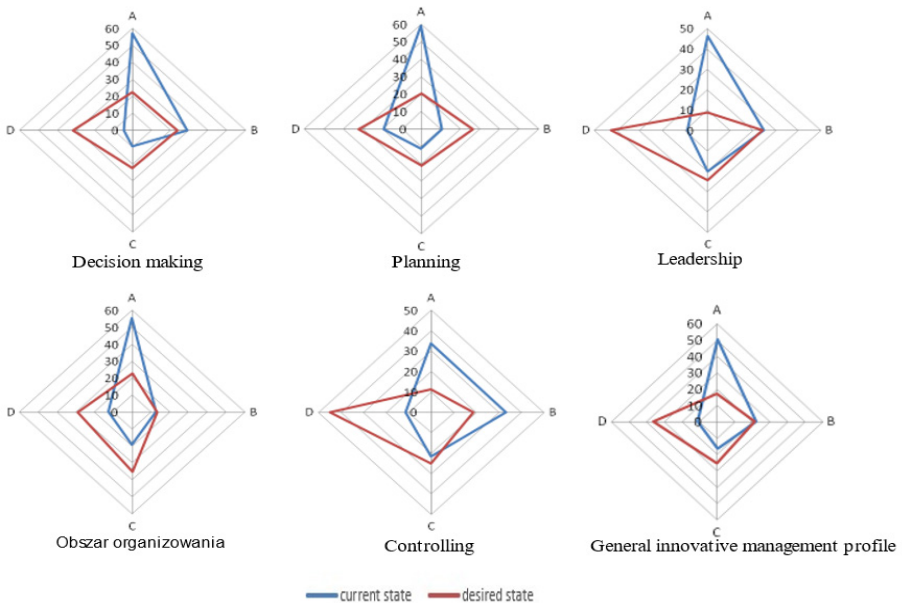 A
60
50
40
30
20
10
0
D
B
C
Decision making
A
60
50
40
30
20
10
0
D
B
C
Planning
A
50
40
30
20
10
0
D
B
C
Leadership
A
60
50
40
30
20
10
0
D
B
C
Obszar organizowania
A
50
40
30
20
10
0
D
B
C
Controlling
A
60
50
40
30
20
10
0
D
B
C
General innovative management profile
current state desired state